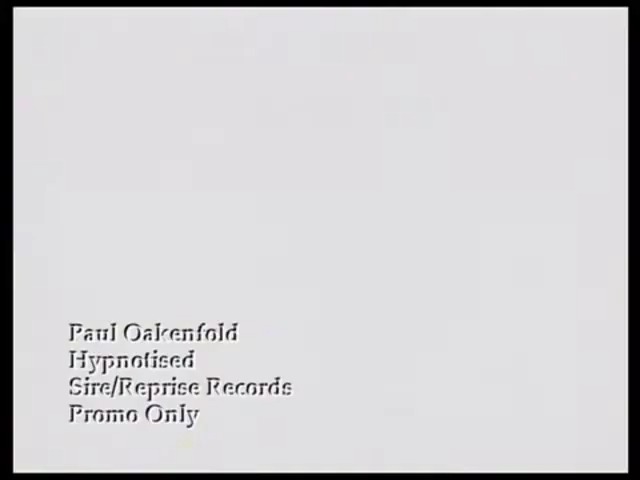 Paul Oakenfold
Hypnotised
Sire/Reprise Records
Promo Only